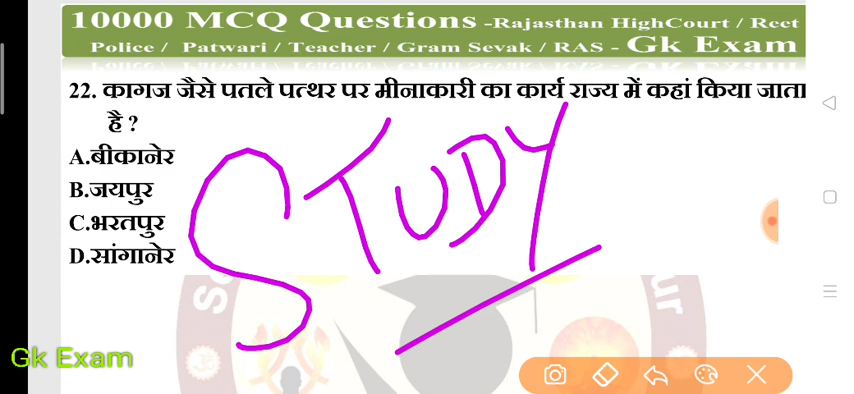 10000 MCQ Questions -Rajasthan HighCourt / Reet
Police / Patwari / Teacher / Gram Sevak / RAS - Gk Exam
22. कागज जैसे पतले पत्थर पर मीनाकारी का कार्य राज्य में कहां किया जाता
है ?
A.बीकानेर
B.जयपुर
C.भरतपुर
D.सांगानेर
STUDY
Gk Exam